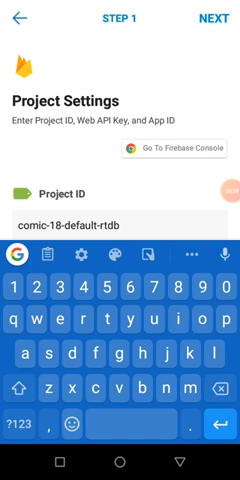 STEP 1
NEXT
Project Settings
Enter Project ID, Web API Key, and App ID
Go To Firebase Console
Project ID
comic-18-default-rtdb
1 2 3 4 5 6 7 8 9 0
q w e r t y u i o p
a s d f g h j k l
z x c v b n m
?123 , .